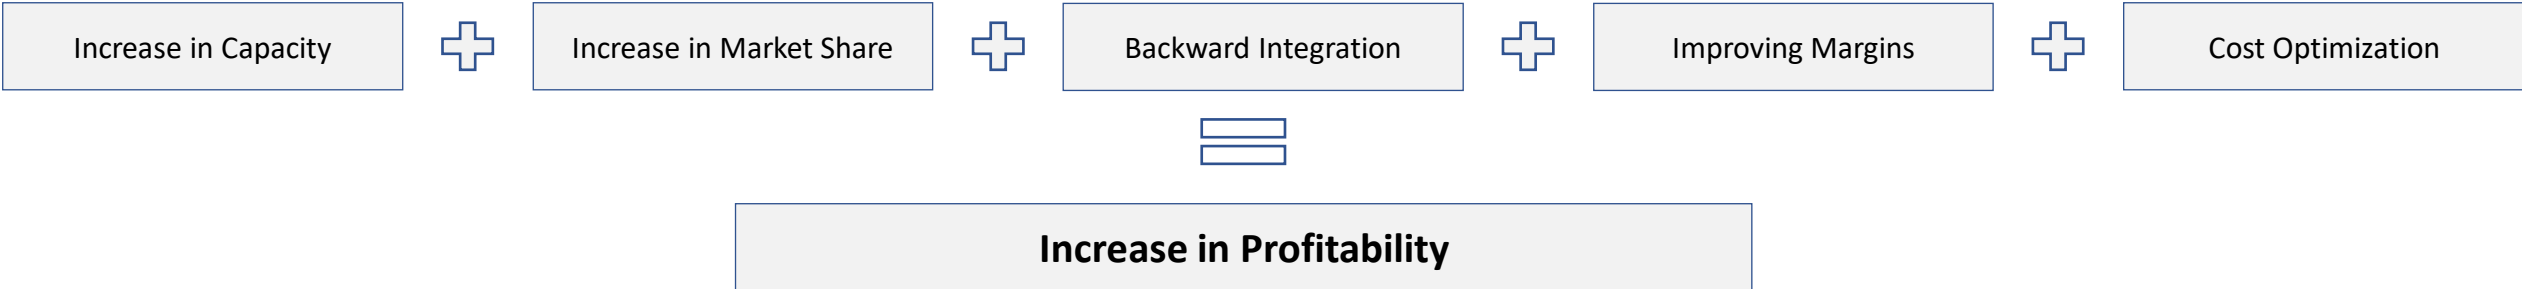 Increase in Capacity
Increase in Market Share
Backward Integration
Improving Margins
Cost Optimization
Increase in Profitability